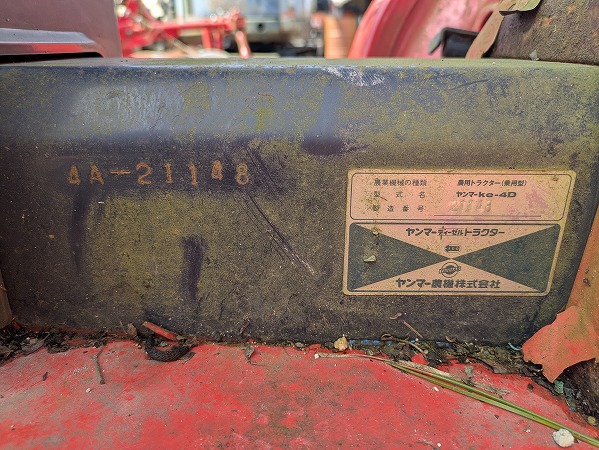 4A-21148
農業機械の種類 農用トラクター(乗用型)
型式名 ヤンマーke-4D
製造番号
ヤンマーディーゼルトラクター
ヤンマー農機株式会社